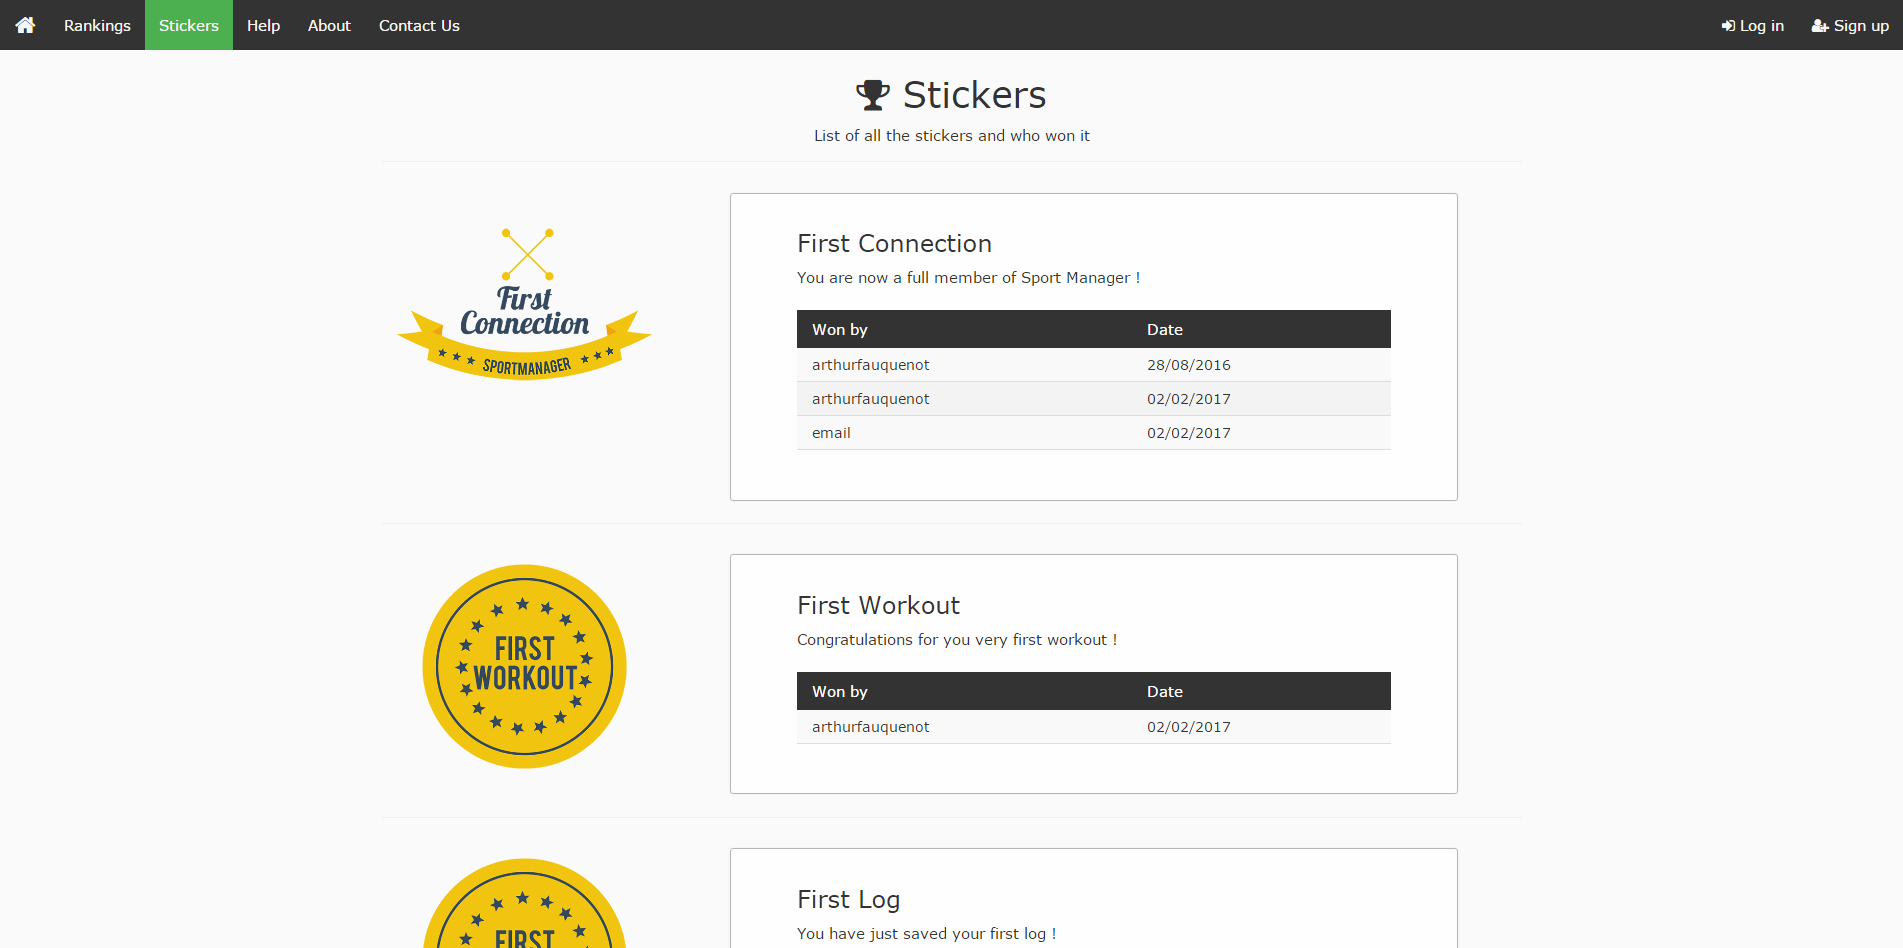 Rankings Stickers Help About Contact Us Log in Sign up
Stickers
List of all the stickers and who won it
First
Connection
SPORTMANAGER
First Connection
You are now a full member of Sport Manager !
Won by Date
arthurfauquenot 28/08/2016
arthurfauquenot 02/02/2017
email 02/02/2017
FIRST
WORKOUT
First Workout
Congratulations for you very first workout !
Won by Date
arthurfauquenot 02/02/2017
FIRST
First Log
You have just saved your first log !